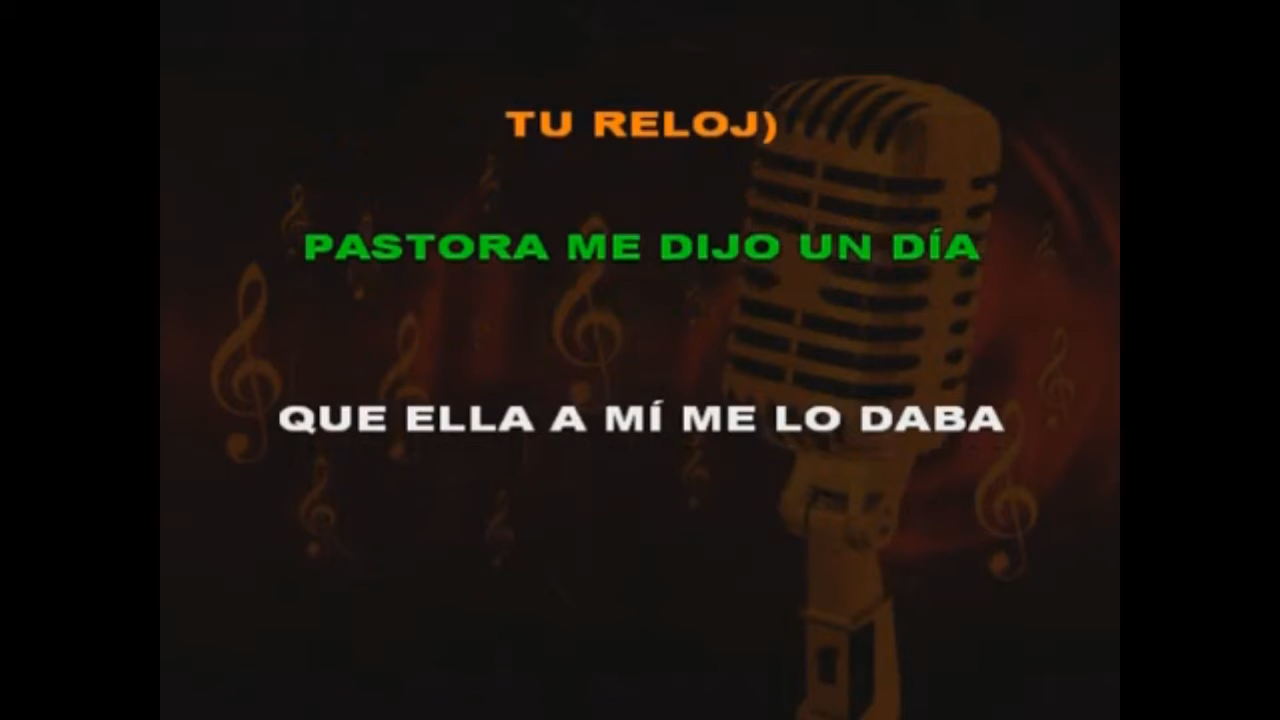 TU RELOJ)
PASTORA ME DIJO UN DÍA
QUE ELLA A MÍ ME LO DABA